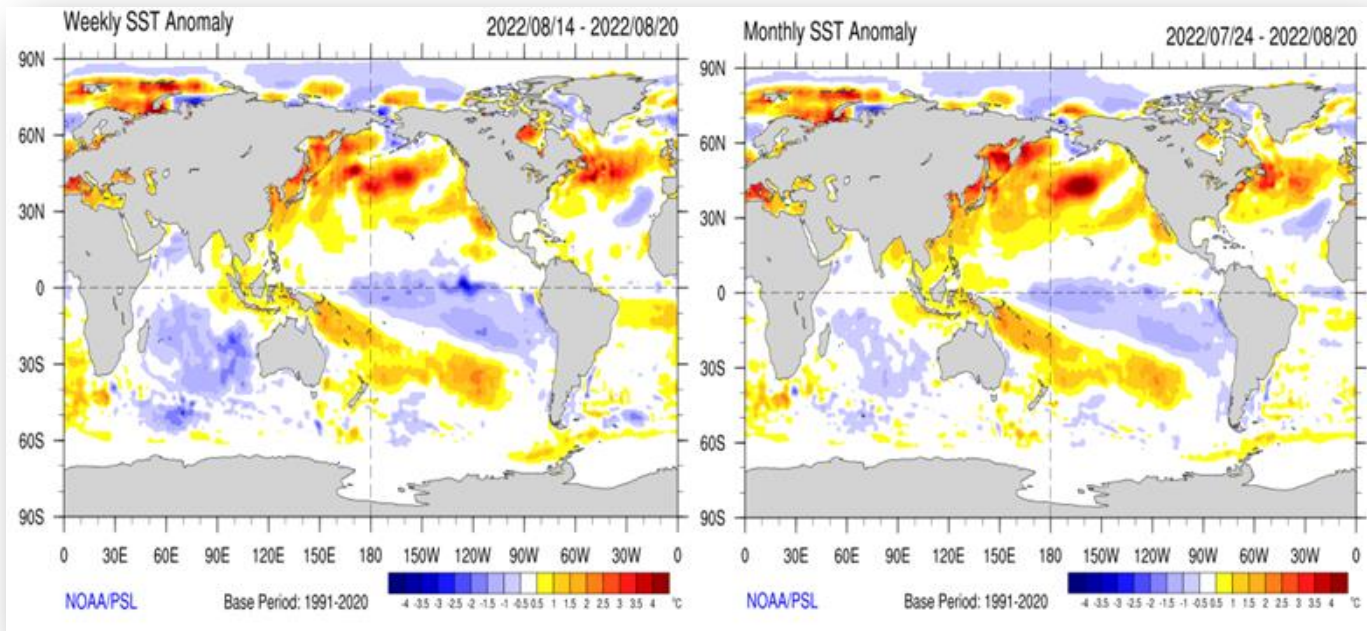 Weekly SST Anomaly 2022/08/14 - 2022/08/20
90N
60N
30N
0
30S
60S
90S
0 30E 60E 90E 120E 150E 180 150W 120W 90W 60W 30W 0
NOAA/PSL Base Period: 1991-2020
-4 -3.5 -3 -2.5 -2 -1.5 -1 -0.5 0.5 1 1.5 2 2.5 3 3.5 4 °C
Monthly SST Anomaly 2022/07/24 - 2022/08/20
90N
60N
30N
0
30S
60S
90S
0 30E 60E 90E 120E 150E 180 150W 120W 90W 60W 30W 0
NOAA/PSL Base Period: 1991-2020
-4 -3.5 -3 -2.5 -2 -1.5 -1 -0.5 0.5 1 1.5 2 2.5 3 3.5 4 °C